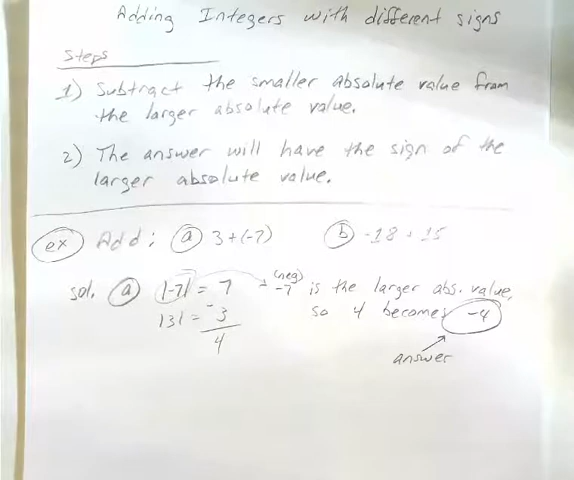 Adding Integers with different signs
Steps
1) Subtract the smaller absolute value from
the larger absolute value.
2) The answer will have the sign of the
larger absolute value.
ex Add: a 3+(-7) b -18+15
sol. a |-7| = 7 (neg) -7 is the larger abs. value,
|3| = -3 so 4 becomes -4
4
answer